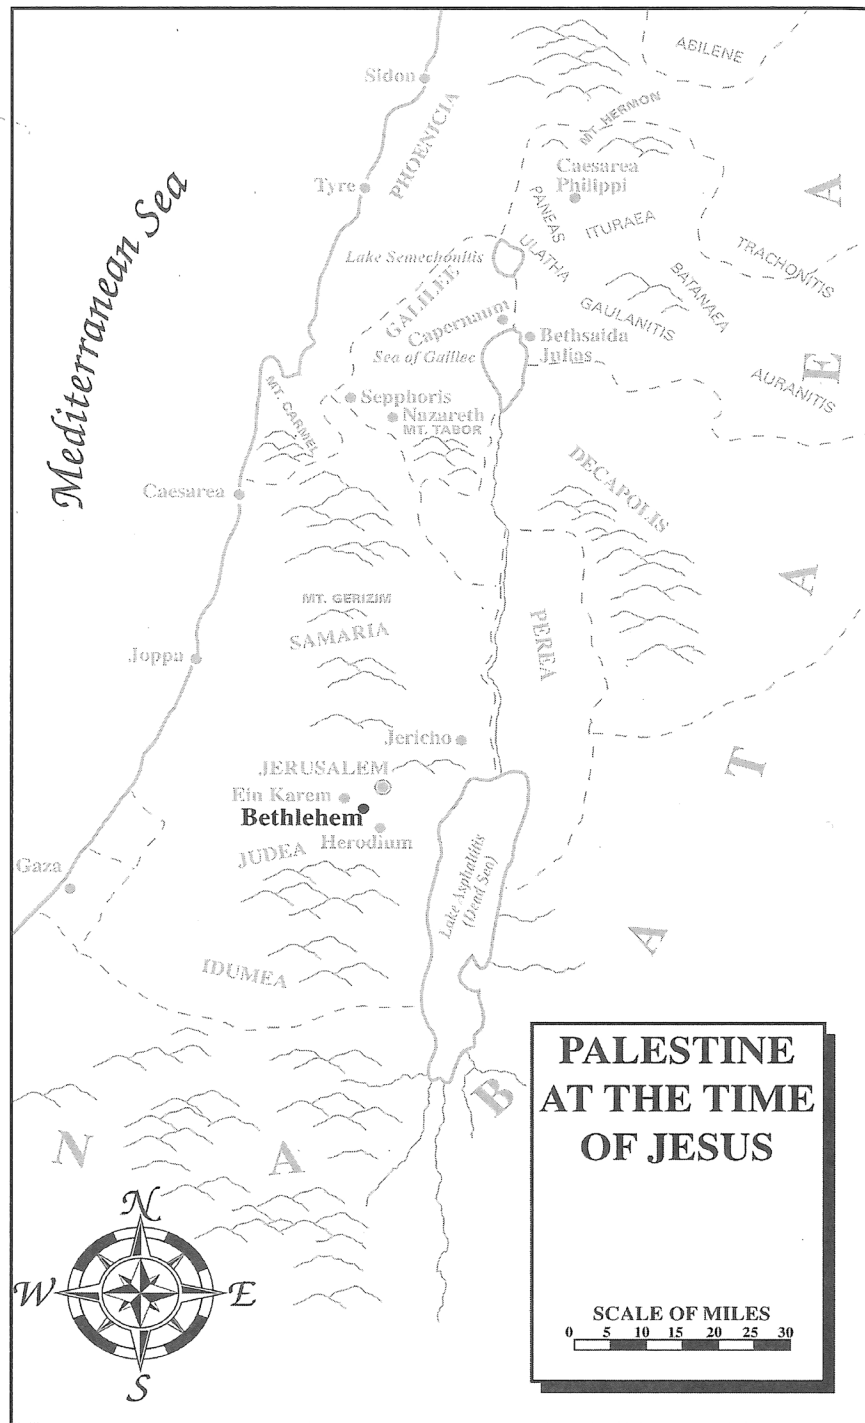 ABILENE
Sidon
PHOENICIA
MT. HERMON
Caesarea
Philippi
Tyre
PANEAS
ITURAEA
A
Mediterranean Sea
ULATHA
Lake Semechonitis
TRACHONITIS
BATANAEA
GALILEE
GAULANITIS
Capernaum
Bethsaida
Julias
Sea of Galilee
E
AURANITIS
MT. CARMEL
Sepphoris
Nazareth
MT. TABOR
DECAPOLIS
Caesarea
A
MT. GERIZIM
SAMARIA
PEREA
Joppa
Jericho
T
JERUSALEM
Ein Karem
Bethlehem
Herodium
JUDEA
Gaza
Lake Asphaltitis
(Dead Sea)
A
IDUMEA
B
N
A
PALESTINE
AT THE TIME
OF JESUS
N
W
E
S
SCALE OF MILES
0 5 10 15 20 25 30